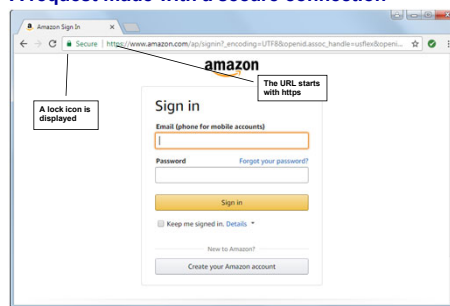 A request made with a secure connection
Amazon Sign In
Secure | https://www.amazon.com/ap/signin?_encoding=UTF8&openid.assoc_handle=usflex&openi...
amazon
The URL starts
with https
A lock icon is
displayed
Sign in
Email (phone for mobile accounts)
Password Forgot your password?
Sign in
Keep me signed in. Details
New to Amazon?
Create your Amazon account